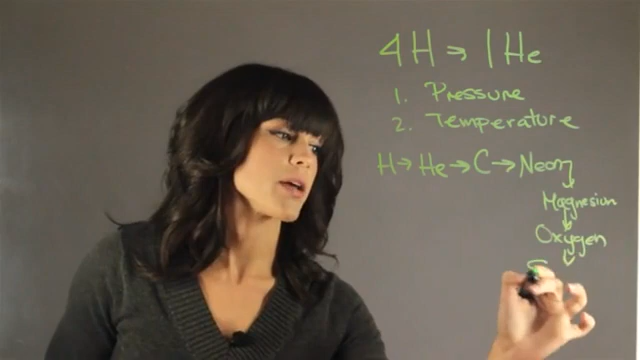 4H → 1He
1. Pressure
2. Temperature
H → He → C → Neon
Magnesium
Oxygen